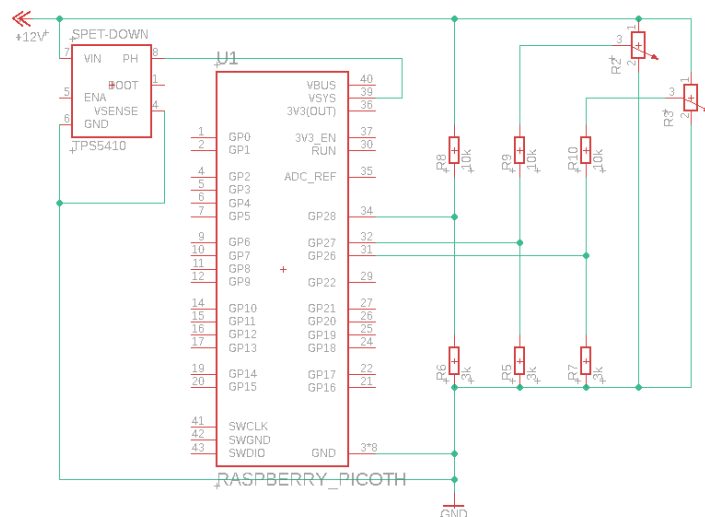 +12V
SPET-DOWN
7 VIN PH 8
BOOT 1
5 ENA
VSENSE 4
6 GND
TPS5410
U1
VBUS 40
VSYS 39
3V3(OUT) 36
1 GP0 3V3_EN 37
2 GP1 RUN 30
4 GP2 ADC_REF 35
5 GP3
6 GP4
7 GP5 GP28 34
9 GP6 GP27 32
10 GP7 GP26 31
11 GP8
12 GP9 GP22 29
14 GP10 GP21 27
15 GP11 GP20 26
16 GP12 GP19 25
17 GP13 GP18 24
19 GP14 GP17 22
20 GP15 GP16 21
41 SWCLK
42 SWGND
43 SWDIO GND 3*8
RASPBERRY_PICOTH
R8 10k
R9 10k
R10 10k
R6 3k
R5 3k
R7 3k
1
3
2
R2
1
3
2
R3
GND